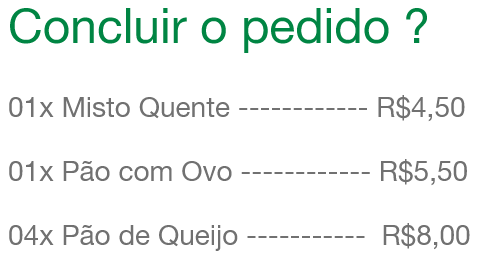 Concluir o pedido ?
01x Misto Quente ------------ R$4,50
01x Pão com Ovo ------------ R$5,50
04x Pão de Queijo ----------- R$8,00